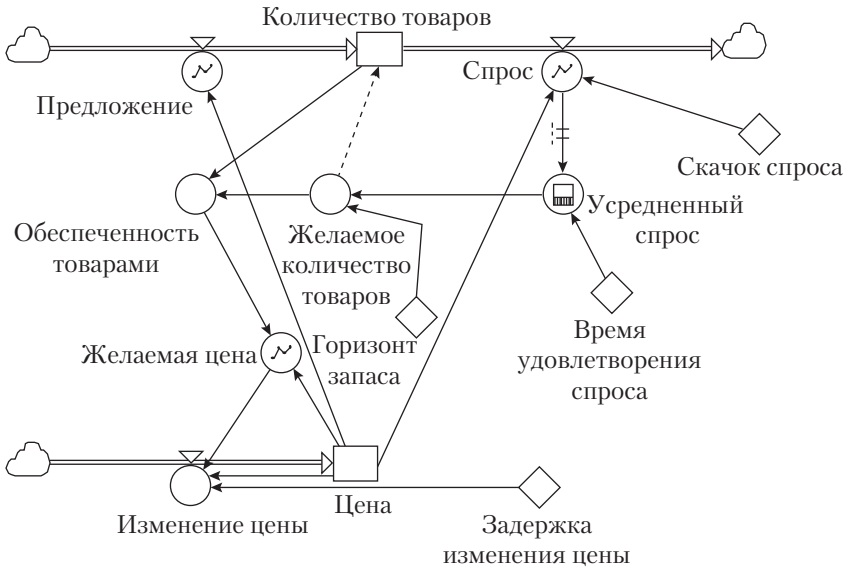 Количество товаров
Предложение
Спрос
Скачок спроса
Обеспеченность
товарами
Желаемое
количество
товаров
Усредненный
спрос
Желаемая цена
Горизонт
запаса
Время
удовлетворения
спроса
Цена
Изменение цены
Задержка
изменения цены